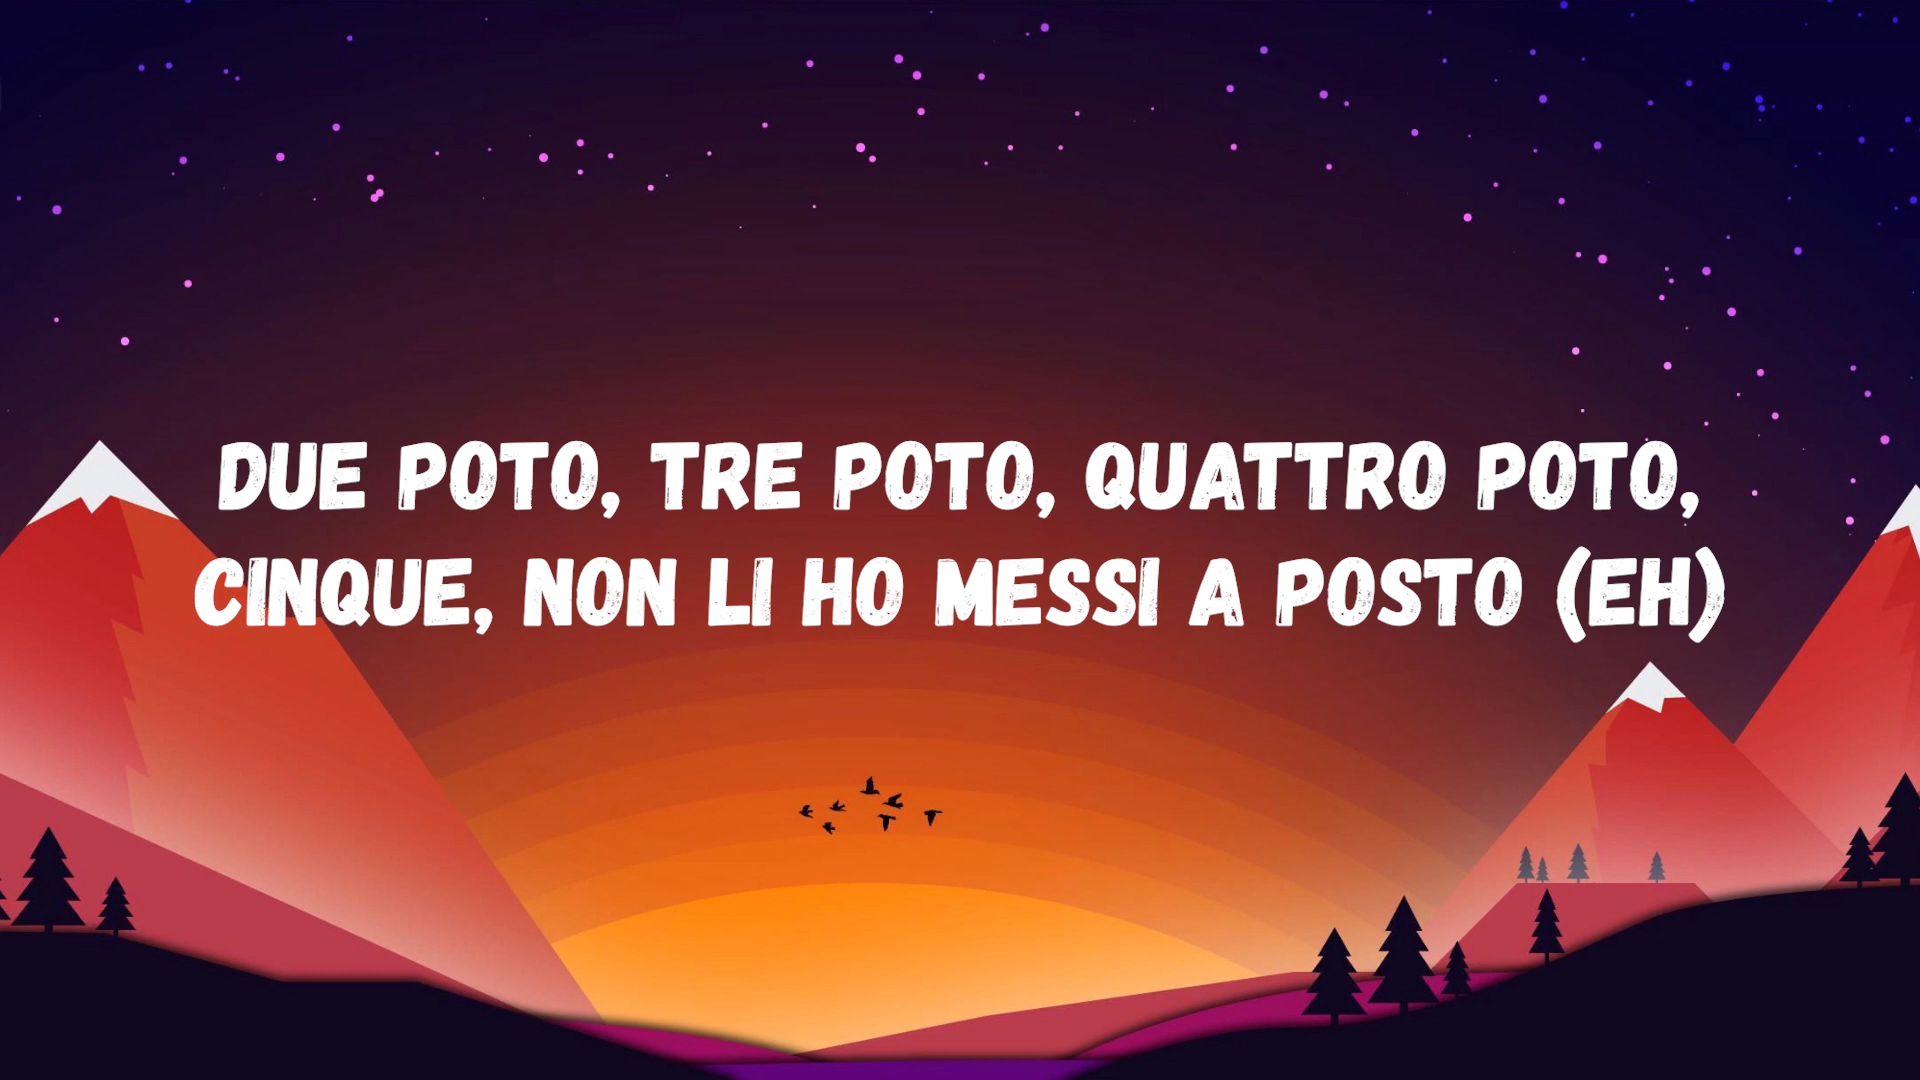 DUE POTO, TRE POTO, QUATTRO POTO,
CINQUE, NON LI HO MESSI A POSTO (EH)